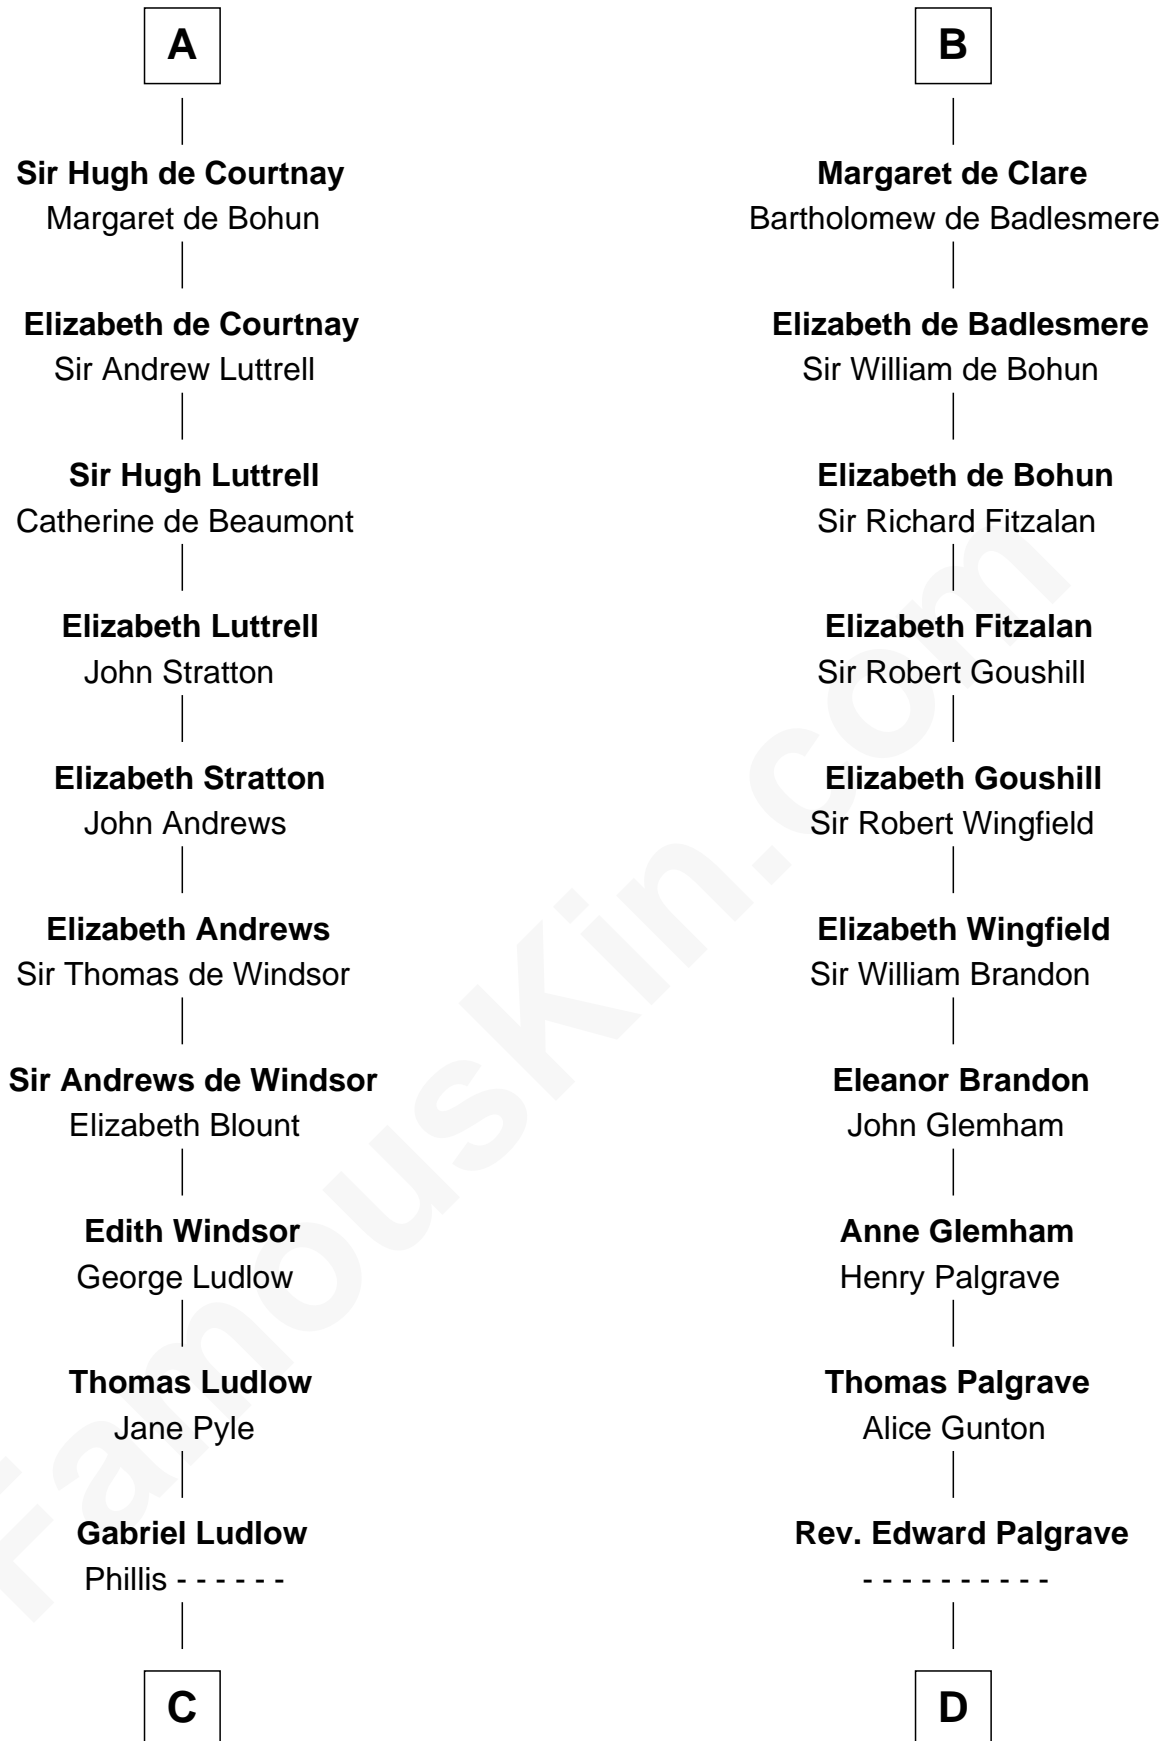 A
Sir Hugh de Courtnay
Margaret de Bohun
Elizabeth de Courtnay
Sir Andrew Luttrell
Sir Hugh Luttrell
Catherine de Beaumont
Elizabeth Luttrell
John Stratton
Elizabeth Stratton
John Andrews
Elizabeth Andrews
Sir Thomas de Windsor
Sir Andrews de Windsor
Elizabeth Blount
Edith Windsor
George Ludlow
Thomas Ludlow
Jane Pyle
Gabriel Ludlow
Phillis - - - - - -
C
B
Margaret de Clare
Bartholomew de Badlesmere
Elizabeth de Badlesmere
Sir William de Bohun
Elizabeth de Bohun
Sir Richard Fitzalan
Elizabeth Fitzalan
Sir Robert Goushill
Elizabeth Goushill
Sir Robert Wingfield
Elizabeth Wingfield
Sir William Brandon
Eleanor Brandon
John Glemham
Anne Glemham
Henry Palgrave
Thomas Palgrave
Alice Gunton
Rev. Edward Palgrave
- - - - - - - - - -
D
FamousKin.com